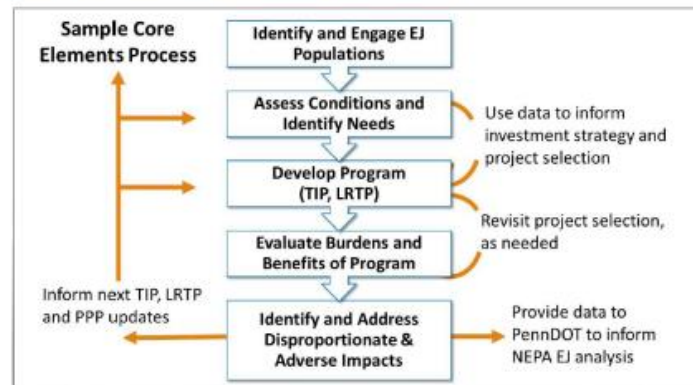 Sample Core
Elements Process
Identify and Engage EJ
Populations
Assess Conditions and
Identify Needs
Use data to inform
investment strategy and
project selection
Develop Program
(TIP, LRTP)
Revisit project selection,
as needed
Evaluate Burdens and
Benefits of Program
Inform next TIP, LRTP
and PPP updates
Identify and Address
Disproportionate &
Adverse Impacts
Provide data to
PennDOT to inform
NEPA EJ analysis